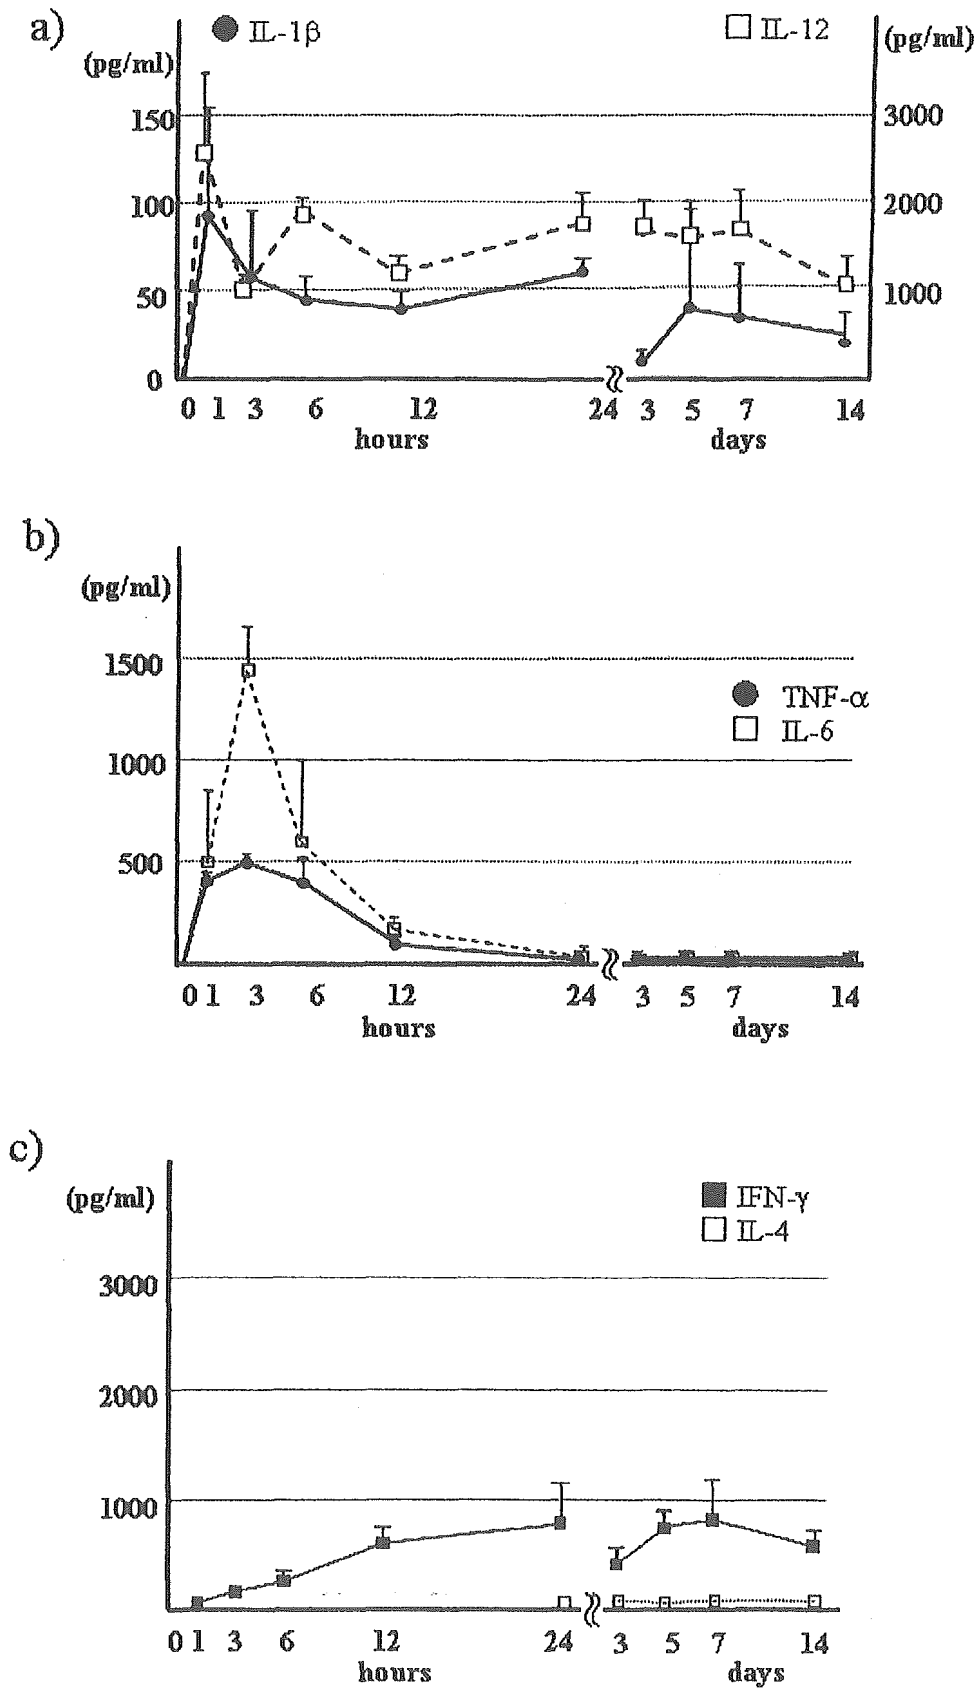 a)
IL-1β
IL-12
(pg/ml)
(pg/ml)
150
3000
100
2000
50
1000
0
0 1 3 6 12 24 3 5 7 14
hours days
b)
(pg/ml)
1500
TNF-α
IL-6
1000
500
0 1 3 6 12 24 3 5 7 14
hours days
c)
(pg/ml)
IFN-γ
IL-4
3000
2000
1000
0 1 3 6 12 24 3 5 7 14
hours days